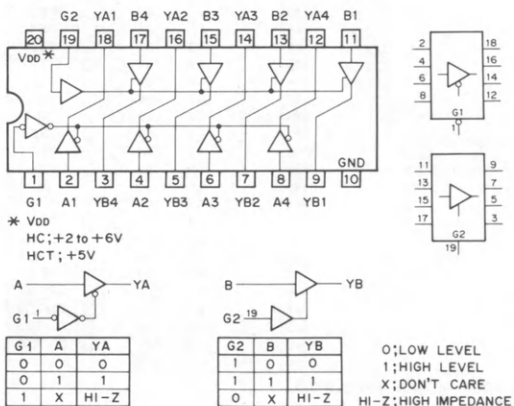 G2 YA1 B4 YA2 B3 YA3 B2 YA4 B1
20 19 18 17 16 15 14 13 12 11
VDD *
GND
1 2 3 4 5 6 7 8 9 10
G1 A1 YB4 A2 YB3 A3 YB2 A4 YB1
* VDD
HC;+2 to +6V
HCT; +5V
2 18
4 16
6 14
8 12
G1
1
11 9
13 7
15 5
17 3
G2
19
A YA
G1 1
G1 A YA
0 0 0
0 1 1
1 X HI-Z
B YB
G2 19
G2 B YB
1 0 0
1 1 1
0 X HI-Z
0;LOW LEVEL
1;HIGH LEVEL
X;DON'T CARE
HI-Z;HIGH IMPEDANCE